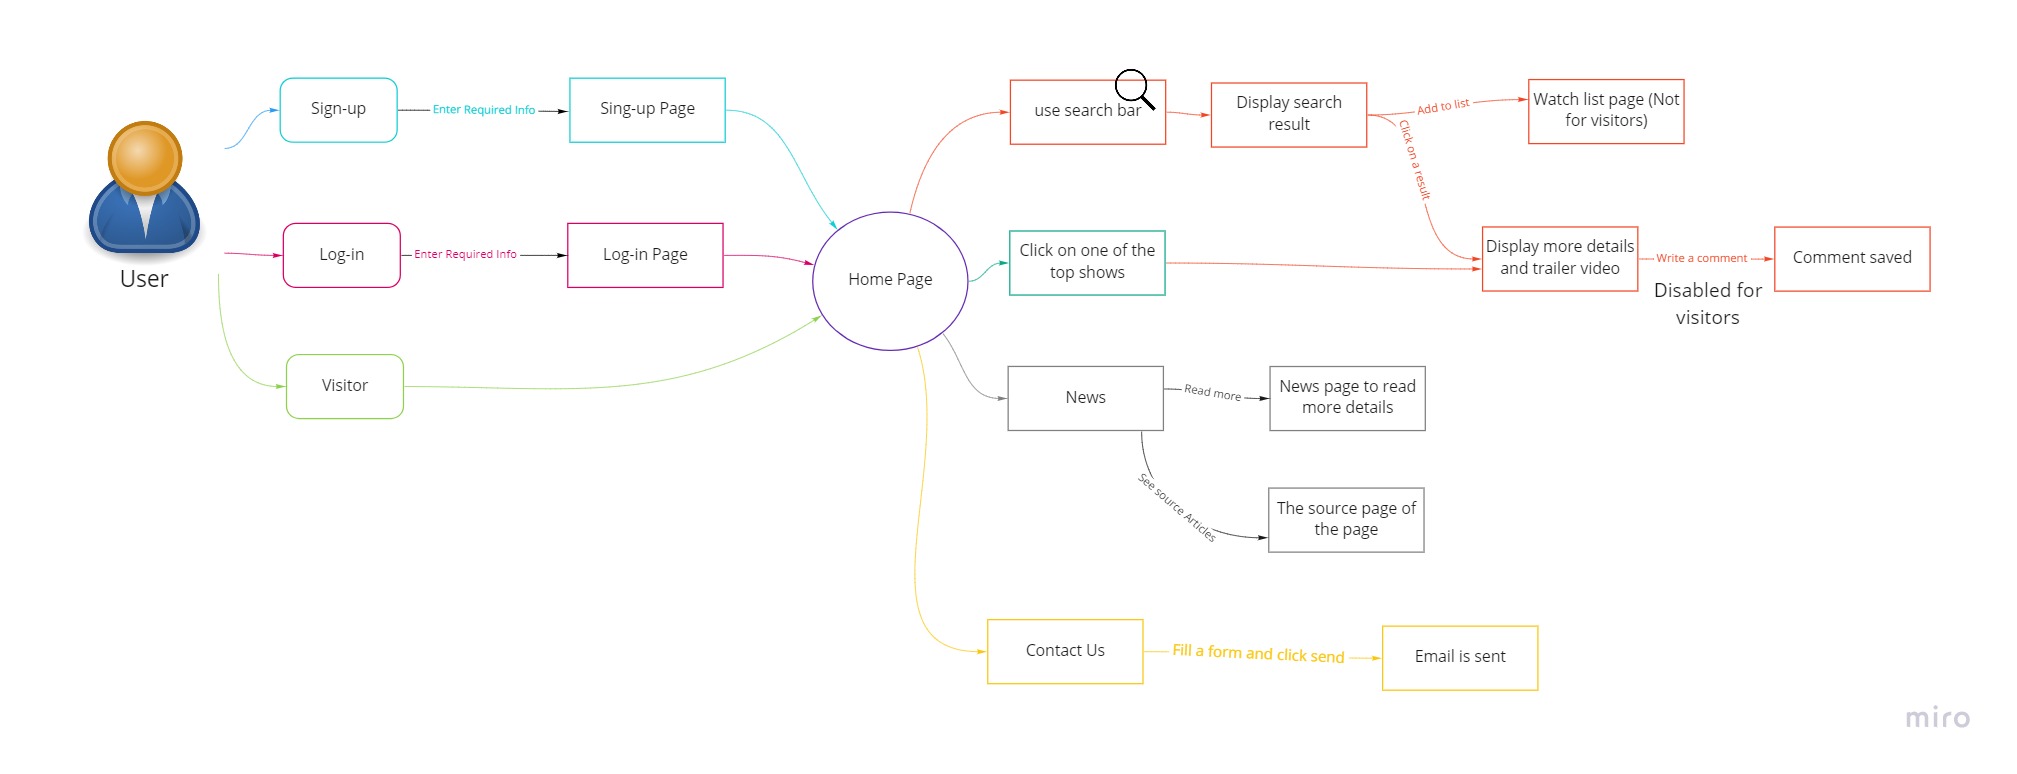 User
Sign-up
Enter Required Info
Sing-up Page
Log-in
Enter Required Info
Log-in Page
Visitor
Home Page
use search bar
Display search
result
Add to list
Watch list page (Not
for visitors)
Click on a result
Click on one of the
top shows
Display more details
and trailer video
Write a comment
Disabled for
visitors
Comment saved
News
Read more
News page to read
more details
See source Articles
The source page of
the page
Contact Us
Fill a form and click send
Email is sent
miro